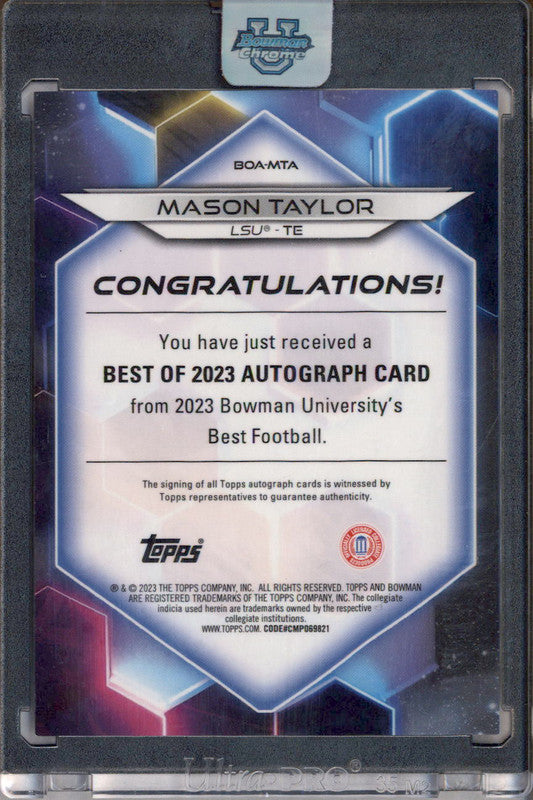 U
Bowman
Chrome
BOA-MTA
MASON TAYLOR
LSU® - TE
CONGRATULATIONS!
You have just received a
BEST OF 2023 AUTOGRAPH CARD
from 2023 Bowman University's
Best Football.
The signing of all Topps autograph cards is witnessed by
Topps representatives to guarantee authenticity.
topps®
OFFICIALLY LICENSED COLLEGIATE PRODUCTS
® & © 2023 THE TOPPS COMPANY, INC. ALL RIGHTS RESERVED. TOPPS AND BOWMAN
ARE REGISTERED TRADEMARKS OF THE TOPPS COMPANY, INC. The collegiate
indicia used herein are trademarks owned by the respective
collegiate institutions.
WWW.TOPPS.COM. CODE#CMP069821
Ultra·PRO®